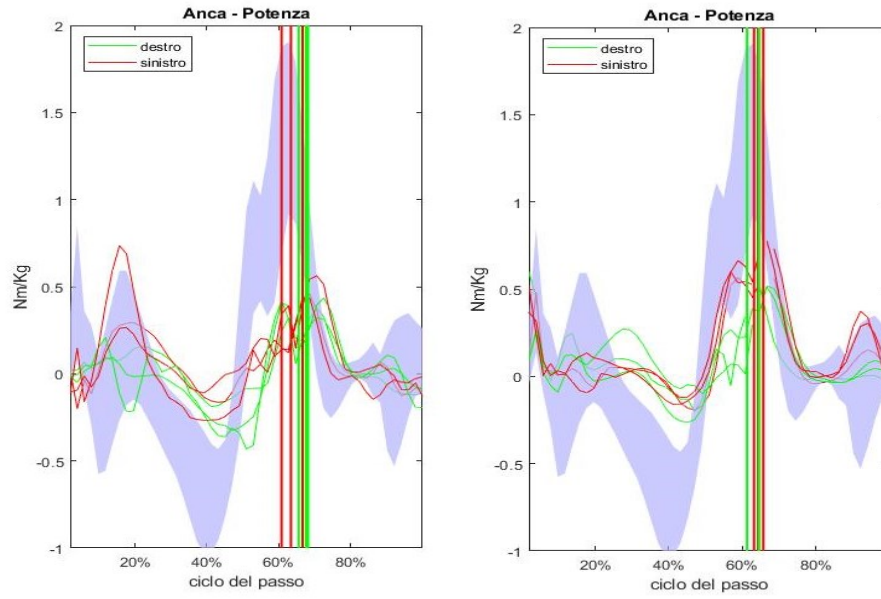 Anca - Potenza
2
destro
sinistro
1.5
1
Nm/Kg
0.5
0
-0.5
-1
20%
40%
60%
80%
ciclo del passo
Anca - Potenza
2
destro
sinistro
1.5
1
Nm/Kg
0.5
0
-0.5
-1
20%
40%
60%
80%
ciclo del passo